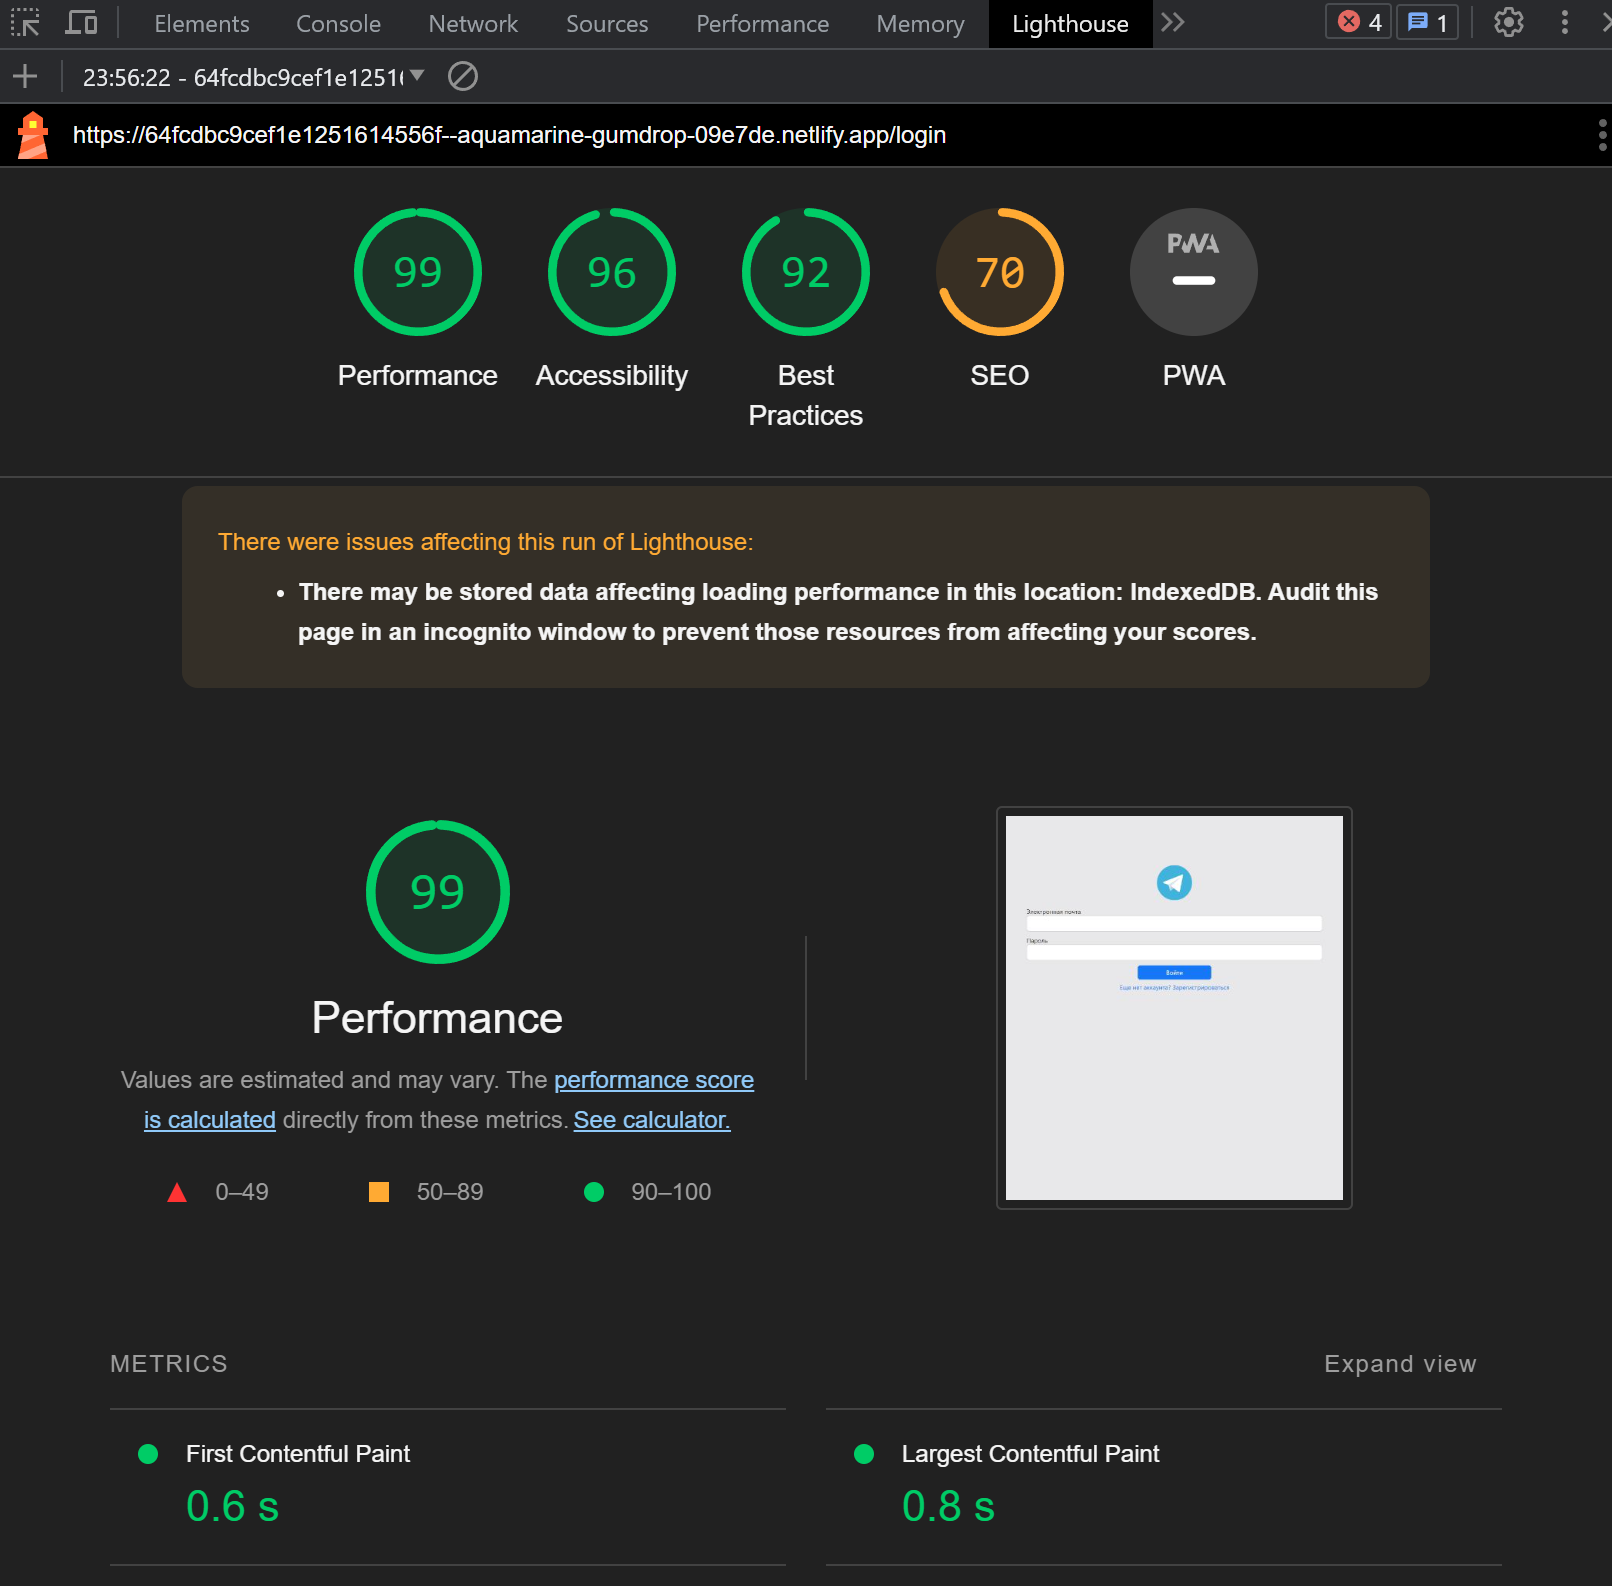 Elements Console Network Sources Performance Memory Lighthouse 4 1
23:56:22 - 64fcdbc9cef1e1251
https://64fcdbc9cef1e1251614556f--aquamarine-gumdrop-09e7de.netlify.app/login
99 96 92 70 PWA
Performance Accessibility Best Practices SEO PWA
There were issues affecting this run of Lighthouse:
• There may be stored data affecting loading performance in this location: IndexedDB. Audit this
page in an incognito window to prevent those resources from affecting your scores.
99
Performance
Values are estimated and may vary. The performance score
is calculated directly from these metrics. See calculator.
0–49 50–89 90–100
Электронная почта
Пароль
Войти
Еще нет аккаунта? Зарегистрироваться
METRICS Expand view
First Contentful Paint
0.6 s
Largest Contentful Paint
0.8 s